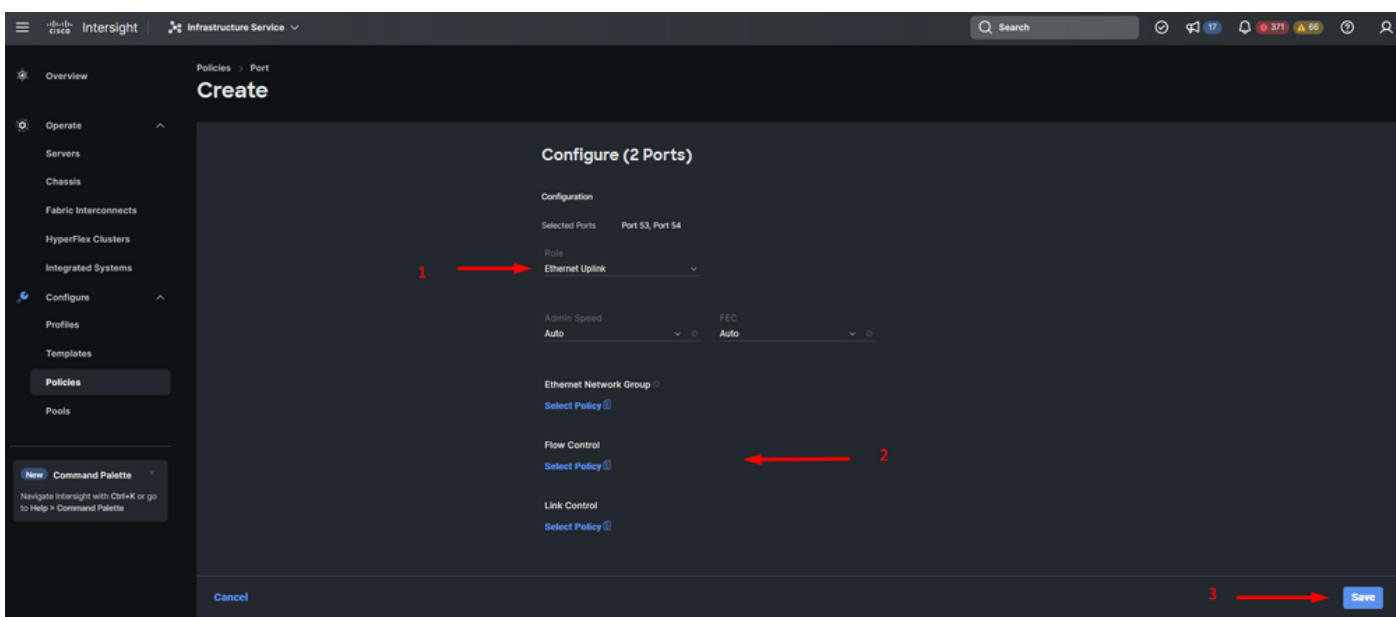 cisco Intersight Infrastructure Service Search 17 371 66
Overview
Operate
Servers
Chassis
Fabric Interconnects
HyperFlex Clusters
Integrated Systems
Configure
Profiles
Templates
Policies
Pools
New Command Palette
Navigate Intersight with Ctrl+K or go
to Help > Command Palette
Policies > Port
Create
Configure (2 Ports)
Configuration
Selected Ports Port 53, Port 54
Role
1 Ethernet Uplink
Admin Speed FEC
Auto Auto
Ethernet Network Group
Select Policy
Flow Control
2
Select Policy
Link Control
Select Policy
Cancel 3 Save